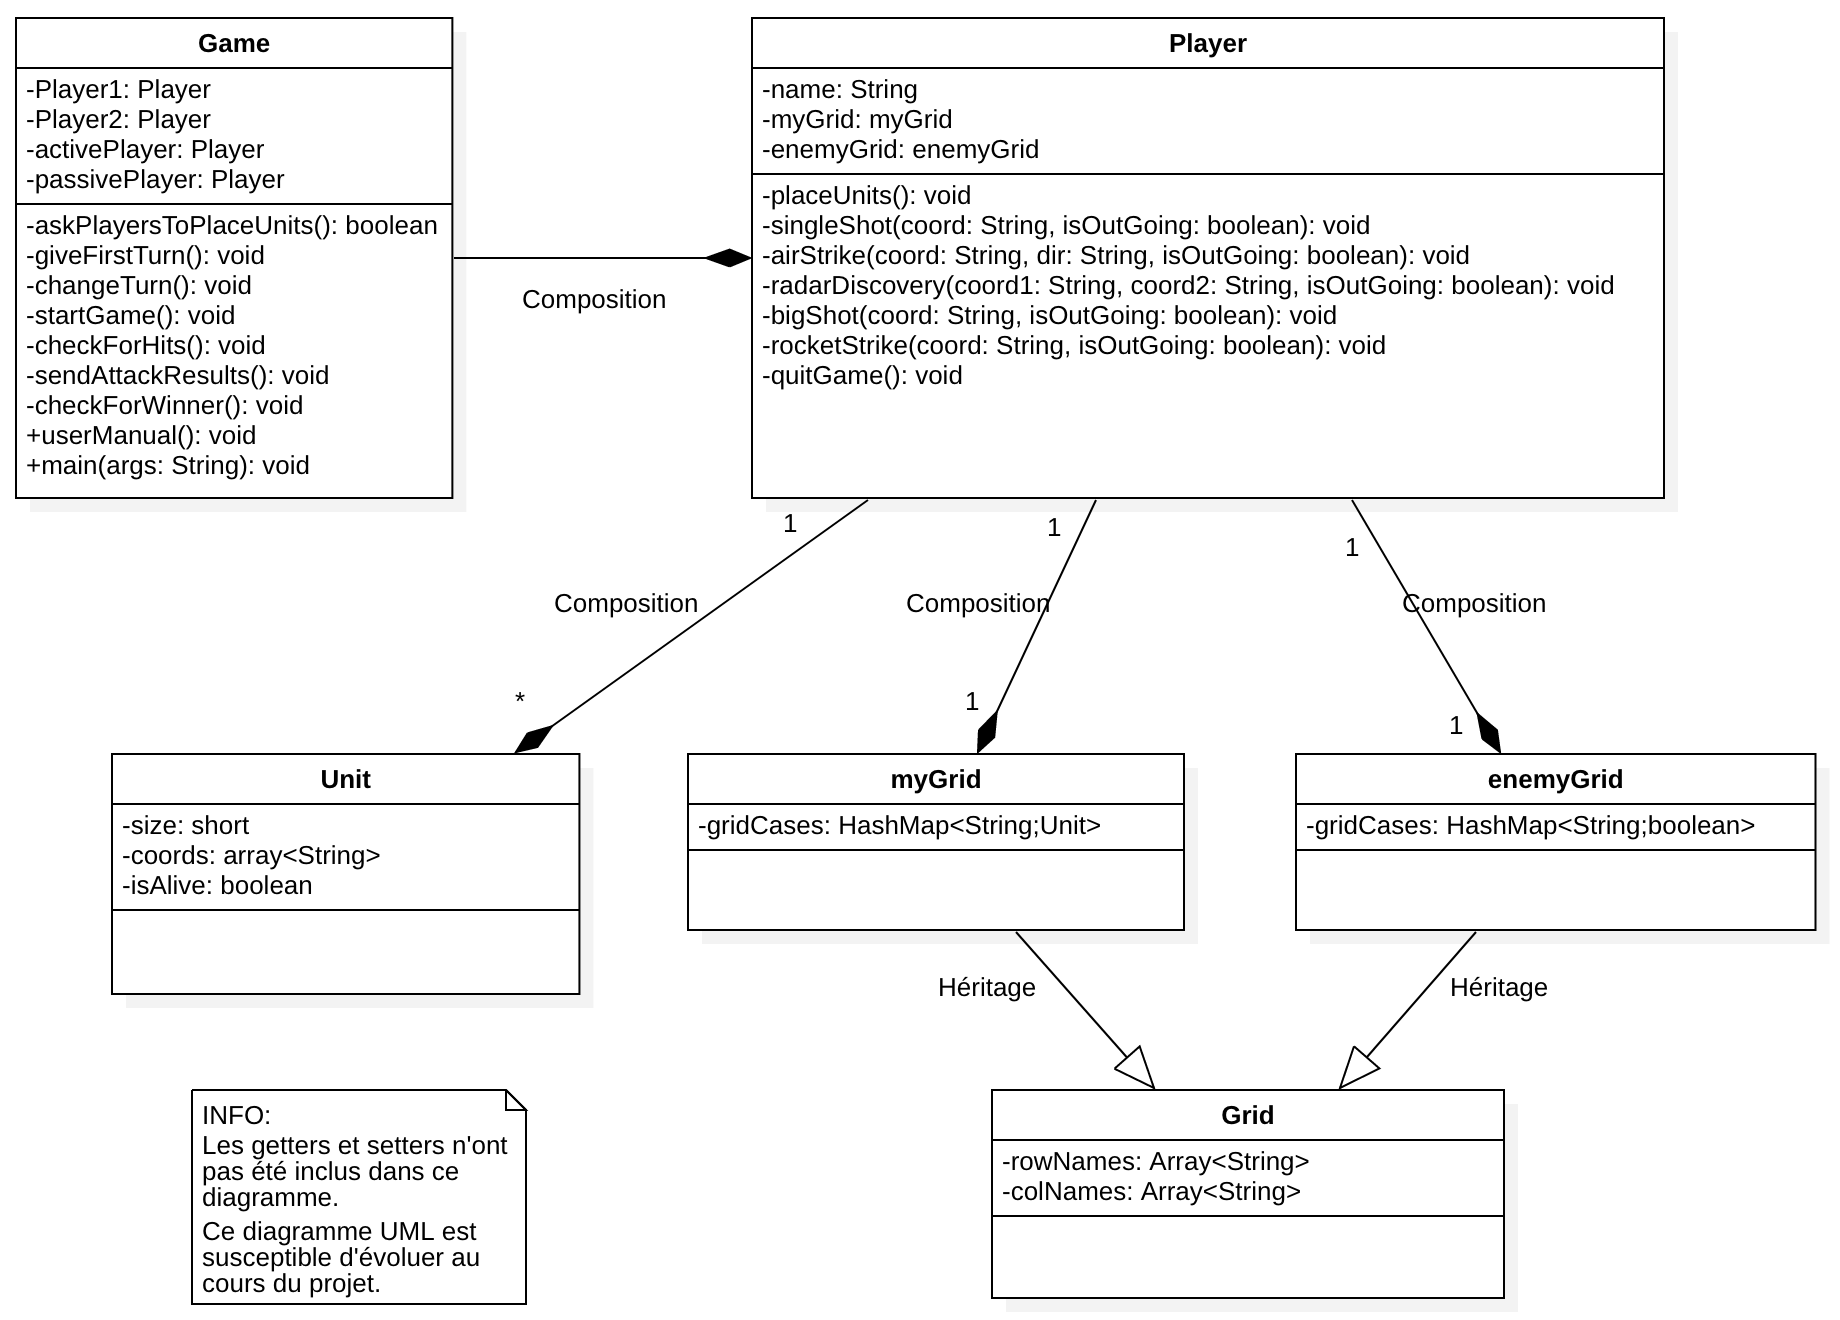 Game
-Player1: Player
-Player2: Player
-activePlayer: Player
-passivePlayer: Player
-askPlayersToPlaceUnits(): boolean
-giveFirstTurn(): void
-changeTurn(): void
-startGame(): void
-checkForHits(): void
-sendAttackResults(): void
-checkForWinner(): void
+userManual(): void
+main(args: String): void
Composition
Player
-name: String
-myGrid: myGrid
-enemyGrid: enemyGrid
-placeUnits(): void
-singleShot(coord: String, isOutGoing: boolean): void
-airStrike(coord: String, dir: String, isOutGoing: boolean): void
-radarDiscovery(coord1: String, coord2: String, isOutGoing: boolean): void
-bigShot(coord: String, isOutGoing: boolean): void
-rocketStrike(coord: String, isOutGoing: boolean): void
-quitGame(): void
1
Composition
*
1
Composition
1
1
Composition
1
Unit
-size: short
-coords: array<String>
-isAlive: boolean
myGrid
-gridCases: HashMap<String;Unit>
enemyGrid
-gridCases: HashMap<String;boolean>
Héritage
Héritage
INFO:
Les getters et setters n'ont
pas été inclus dans ce
diagramme.
Ce diagramme UML est
susceptible d'évoluer au
cours du projet.
Grid
-rowNames: Array<String>
-colNames: Array<String>